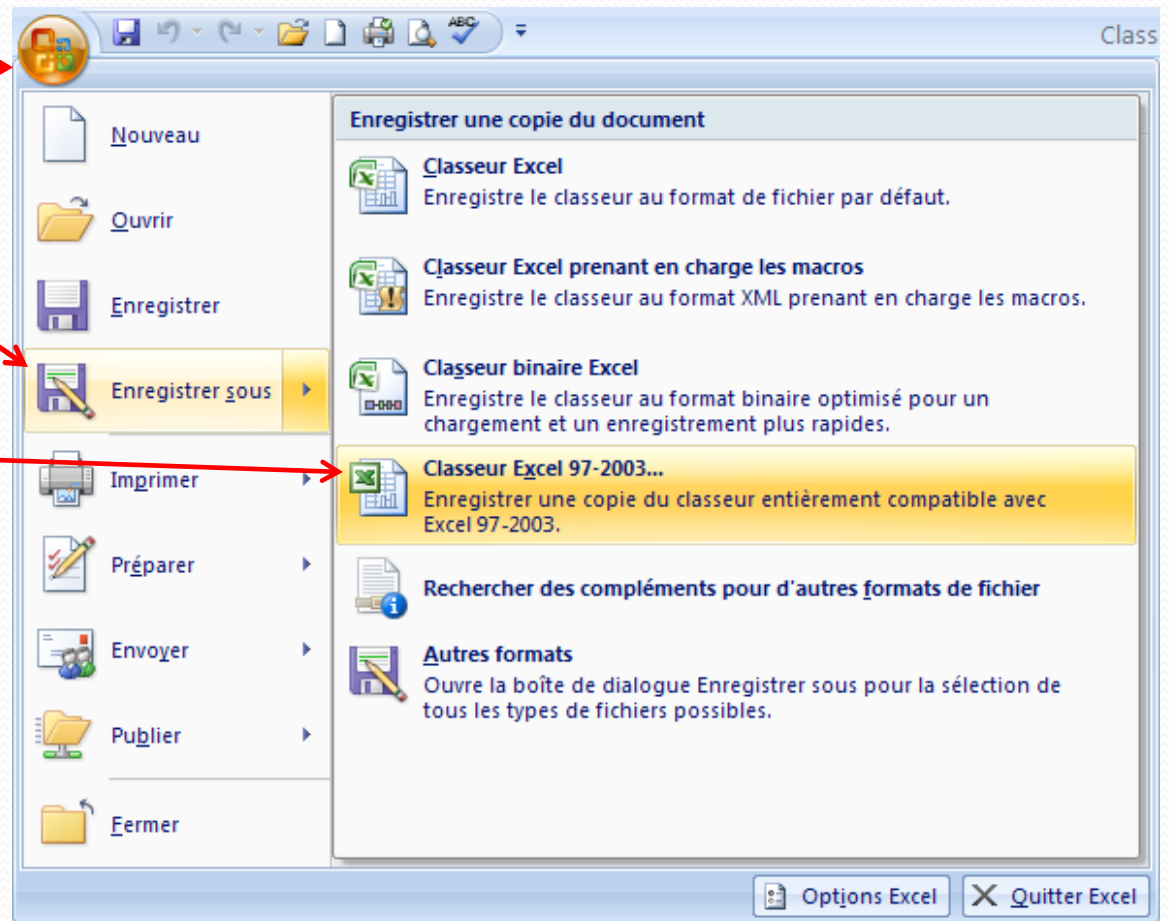 ABC
Class
Nouveau
Ouvrir
Enregistrer
Enregistrer sous
Imprimer
Préparer
Envoyer
Publier
Fermer
Enregistrer une copie du document
Classeur Excel
Enregistre le classeur au format de fichier par défaut.
Classeur Excel prenant en charge les macros
Enregistre le classeur au format XML prenant en charge les macros.
Classeur binaire Excel
Enregistre le classeur au format binaire optimisé pour un
chargement et un enregistrement plus rapides.
Classeur Excel 97-2003...
Enregistrer une copie du classeur entièrement compatible avec
Excel 97-2003.
Rechercher des compléments pour d'autres formats de fichier
Autres formats
Ouvre la boîte de dialogue Enregistrer sous pour la sélection de
tous les types de fichiers possibles.
Options Excel
Quitter Excel